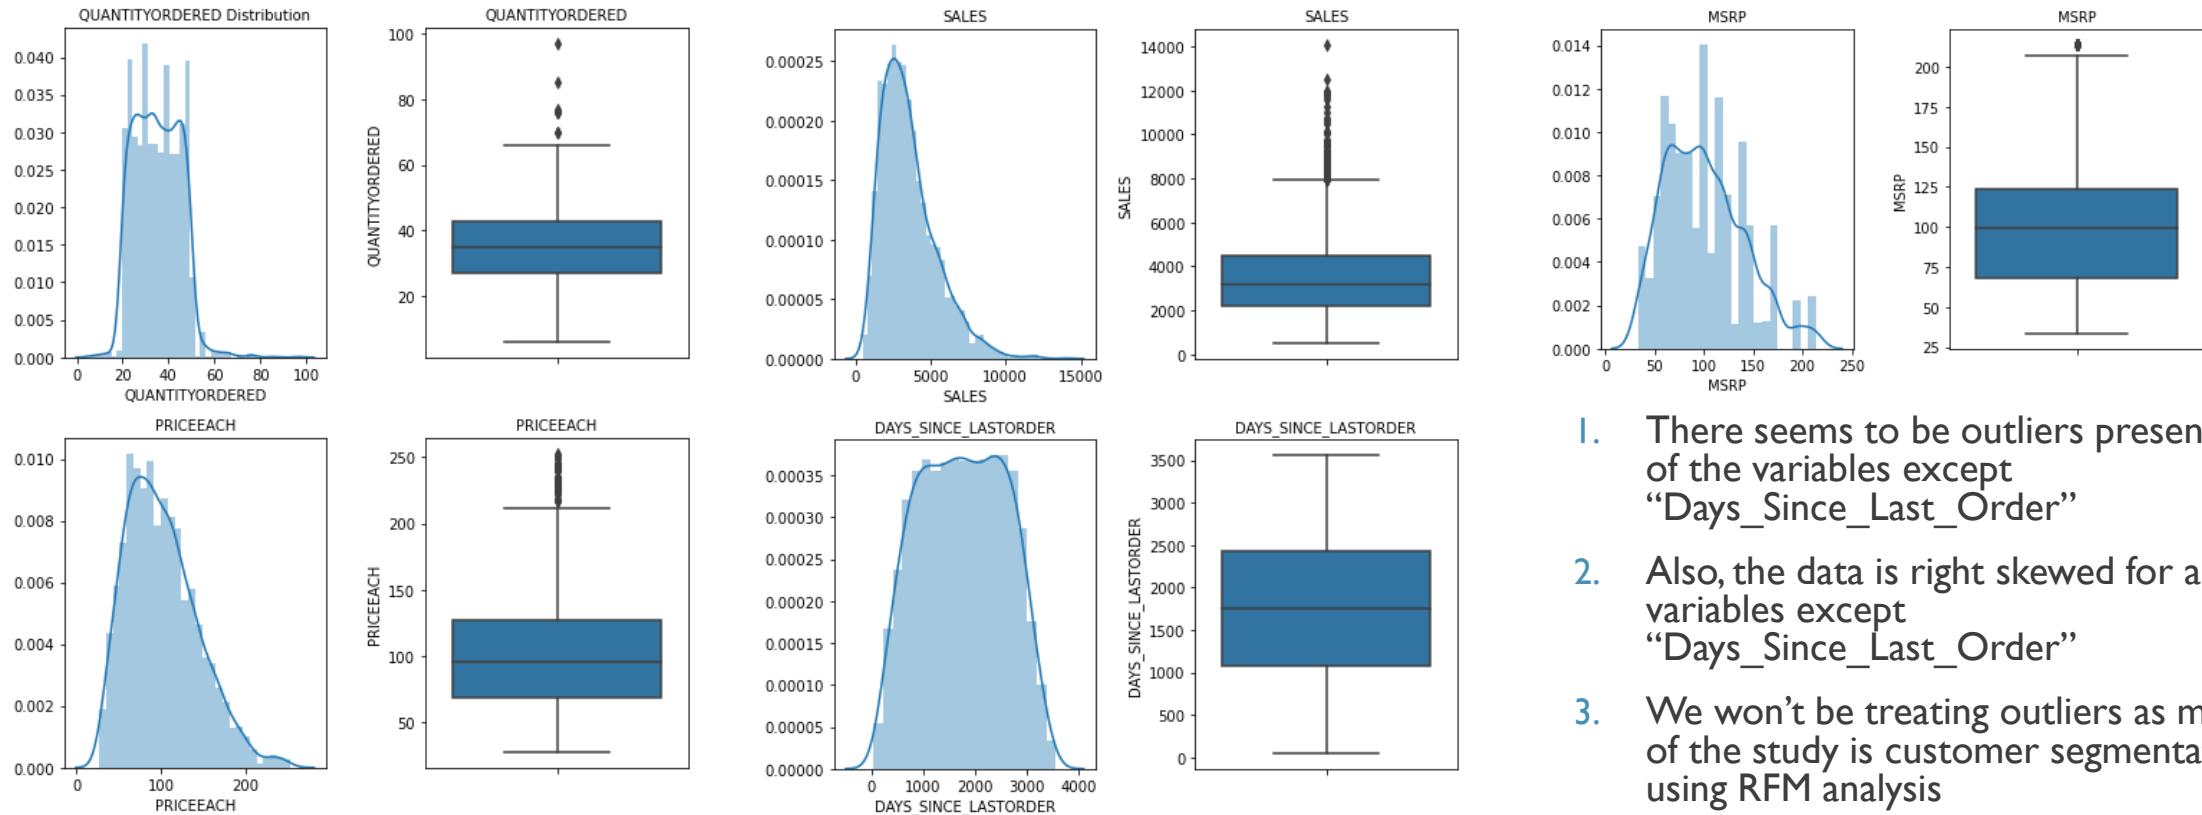 QUANTITYORDERED Distribution
0.040
0.035
0.030
0.025
0.020
0.015
0.010
0.005
0.000
0 20 40 60 80 100
QUANTITYORDERED
QUANTITYORDERED
QUANTITYORDERED
100
80
60
40
20
SALES
0.00025
0.00020
0.00015
0.00010
0.00005
0.00000
0 5000 10000 15000
SALES
SALES
SALES
14000
12000
10000
8000
6000
4000
2000
0
MSRP
0.014
0.012
0.010
0.008
0.006
0.004
0.002
0.000
0 50 100 150 200 250
MSRP
MSRP
MSRP
200
175
150
125
100
75
50
25
PRICEEACH
0.010
0.008
0.006
0.004
0.002
0.000
0 100 200
PRICEEACH
PRICEEACH
PRICEEACH
250
200
150
100
50
DAYS_SINCE_LASTORDER
0.00035
0.00030
0.00025
0.00020
0.00015
0.00010
0.00005
0.00000
0 1000 2000 3000 4000
DAYS_SINCE_LASTORDER
DAYS_SINCE_LASTORDER
DAYS_SINCE_LASTORDER
3500
3000
2500
2000
1500
1000
500
0
1. There seems to be outliers presen
of the variables except
“Days_Since_Last_Order”
2. Also, the data is right skewed for a
variables except
“Days_Since_Last_Order”
3. We won’t be treating outliers as m
of the study is customer segmenta
using RFM analysis